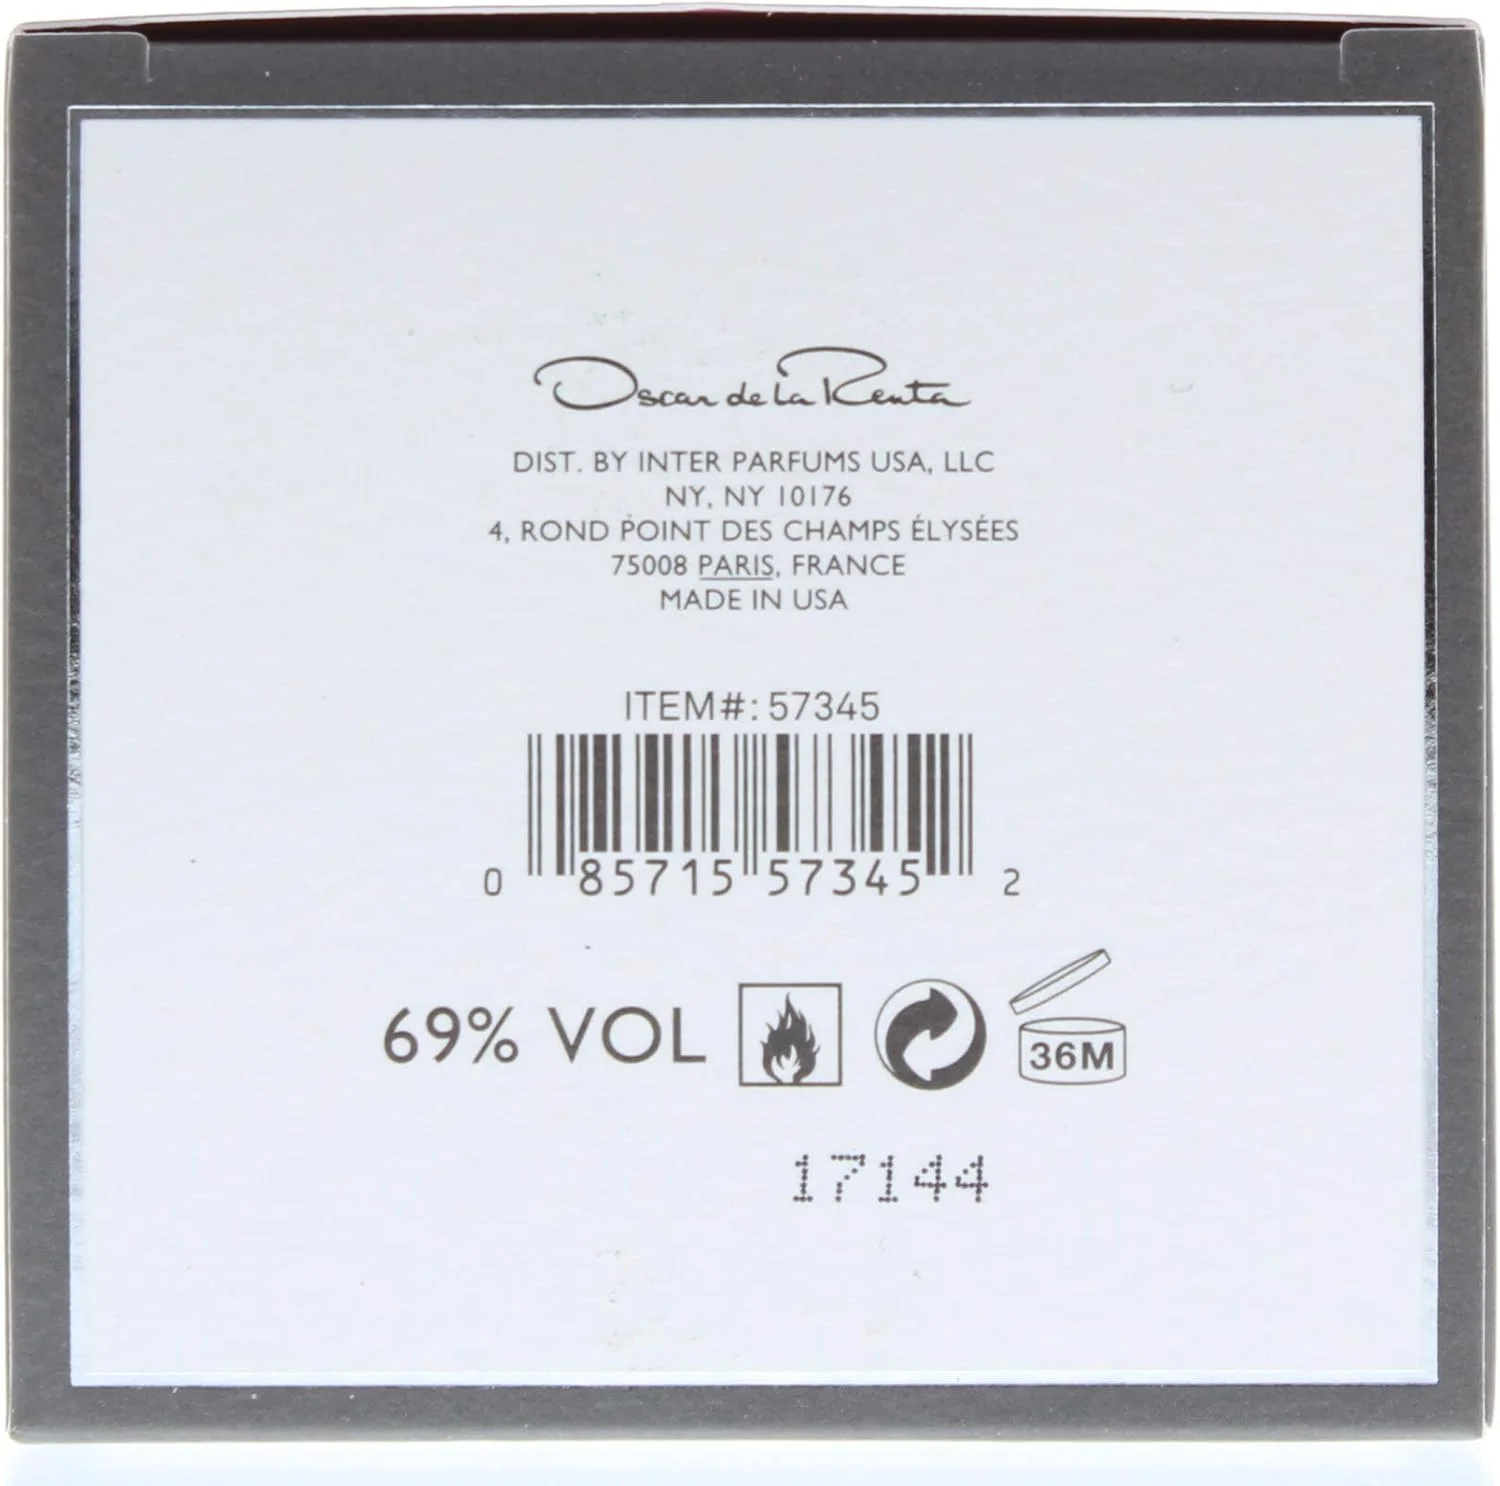 Oscar de la Renta
DIST. BY INTER PARFUMS USA, LLC
NY, NY 10176
4, ROND POINT DES CHAMPS ÉLYSÉES
75008 PARIS, FRANCE
MADE IN USA
ITEM#: 57345
0 85715 57345 2
69% VOL
36M
17144